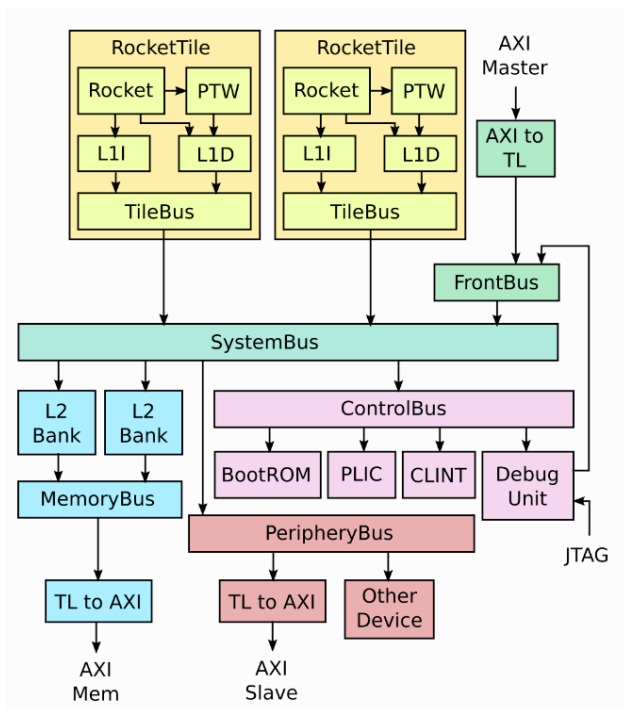 RocketTile
Rocket
PTW
L1I
L1D
TileBus
RocketTile
Rocket
PTW
L1I
L1D
TileBus
AXI
Master
AXI to
TL
FrontBus
SystemBus
L2
Bank
L2
Bank
MemoryBus
TL to AXI
AXI
Mem
ControlBus
BootROM
PLIC
CLINT
Debug
Unit
JTAG
PeripheryBus
TL to AXI
Other
Device
AXI
Slave